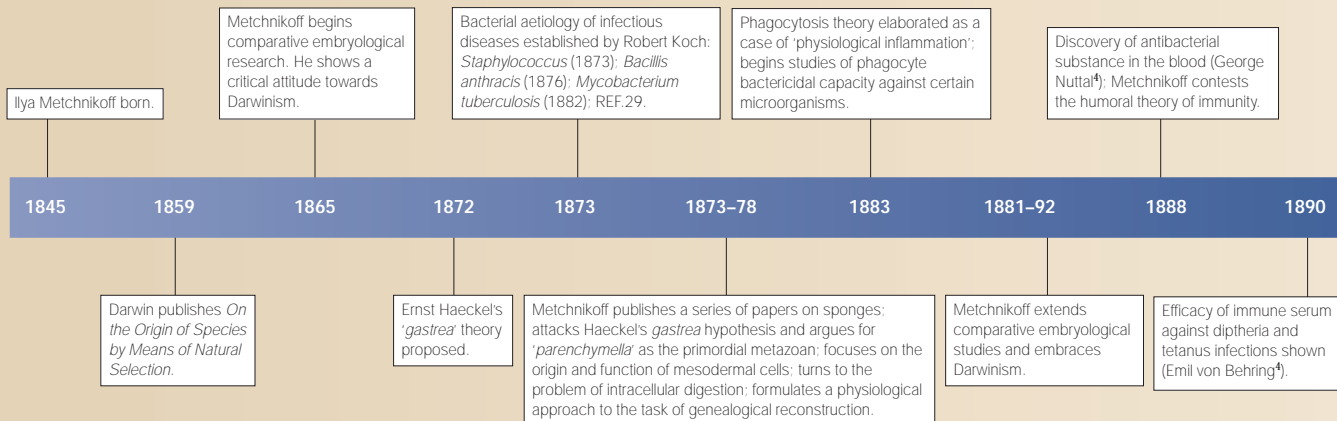 Ilya Metchnikoff born.
Metchnikoff begins
comparative embryological
research. He shows a
critical attitude towards
Darwinism.
Bacterial aetiology of infectious
diseases established by Robert Koch:
Staphylococcus (1873); Bacillis
anthracis (1876); Mycobacterium
tuberculosis (1882); REF.29.
Phagocytosis theory elaborated as a
case of ‘physiological inflammation’;
begins studies of phagocyte
bactericidal capacity against certain
microorganisms.
Discovery of antibacterial
substance in the blood (George
Nuttal4); Metchnikoff contests
the humoral theory of immunity.
1845 1859 1865 1872 1873 1873–78 1883 1881–92 1888 1890
Darwin publishes On
the Origin of Species
by Means of Natural
Selection.
Ernst Haeckel's
‘gastrea’ theory
proposed.
Metchnikoff publishes a series of papers on sponges;
attacks Haeckel's gastrea hypothesis and argues for
‘parenchymella’ as the primordial metazoan; focuses on the
origin and function of mesodermal cells; turns to the
problem of intracellular digestion; formulates a physiological
approach to the task of genealogical reconstruction.
Metchnikoff extends
comparative embryological
studies and embraces
Darwinism.
Efficacy of immune serum
against diptheria and
tetanus infections shown
(Emil von Behring4).